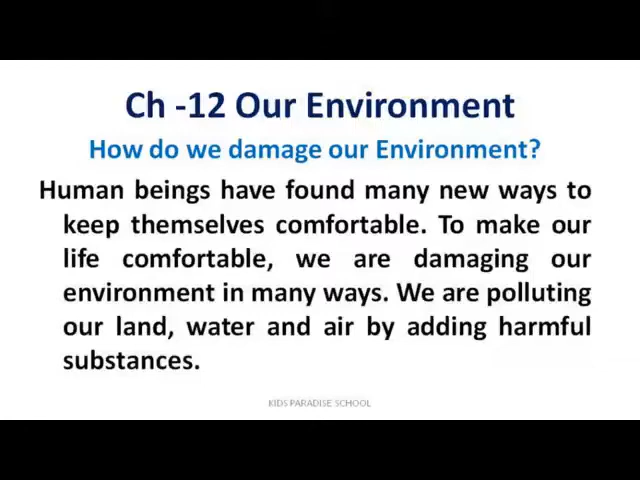 Ch -12 Our Environment
How do we damage our Environment?
Human beings have found many new ways to
keep themselves comfortable. To make our
life comfortable, we are damaging our
environment in many ways. We are polluting
our land, water and air by adding harmful
substances.
KIDS PARADISE SCHOOL